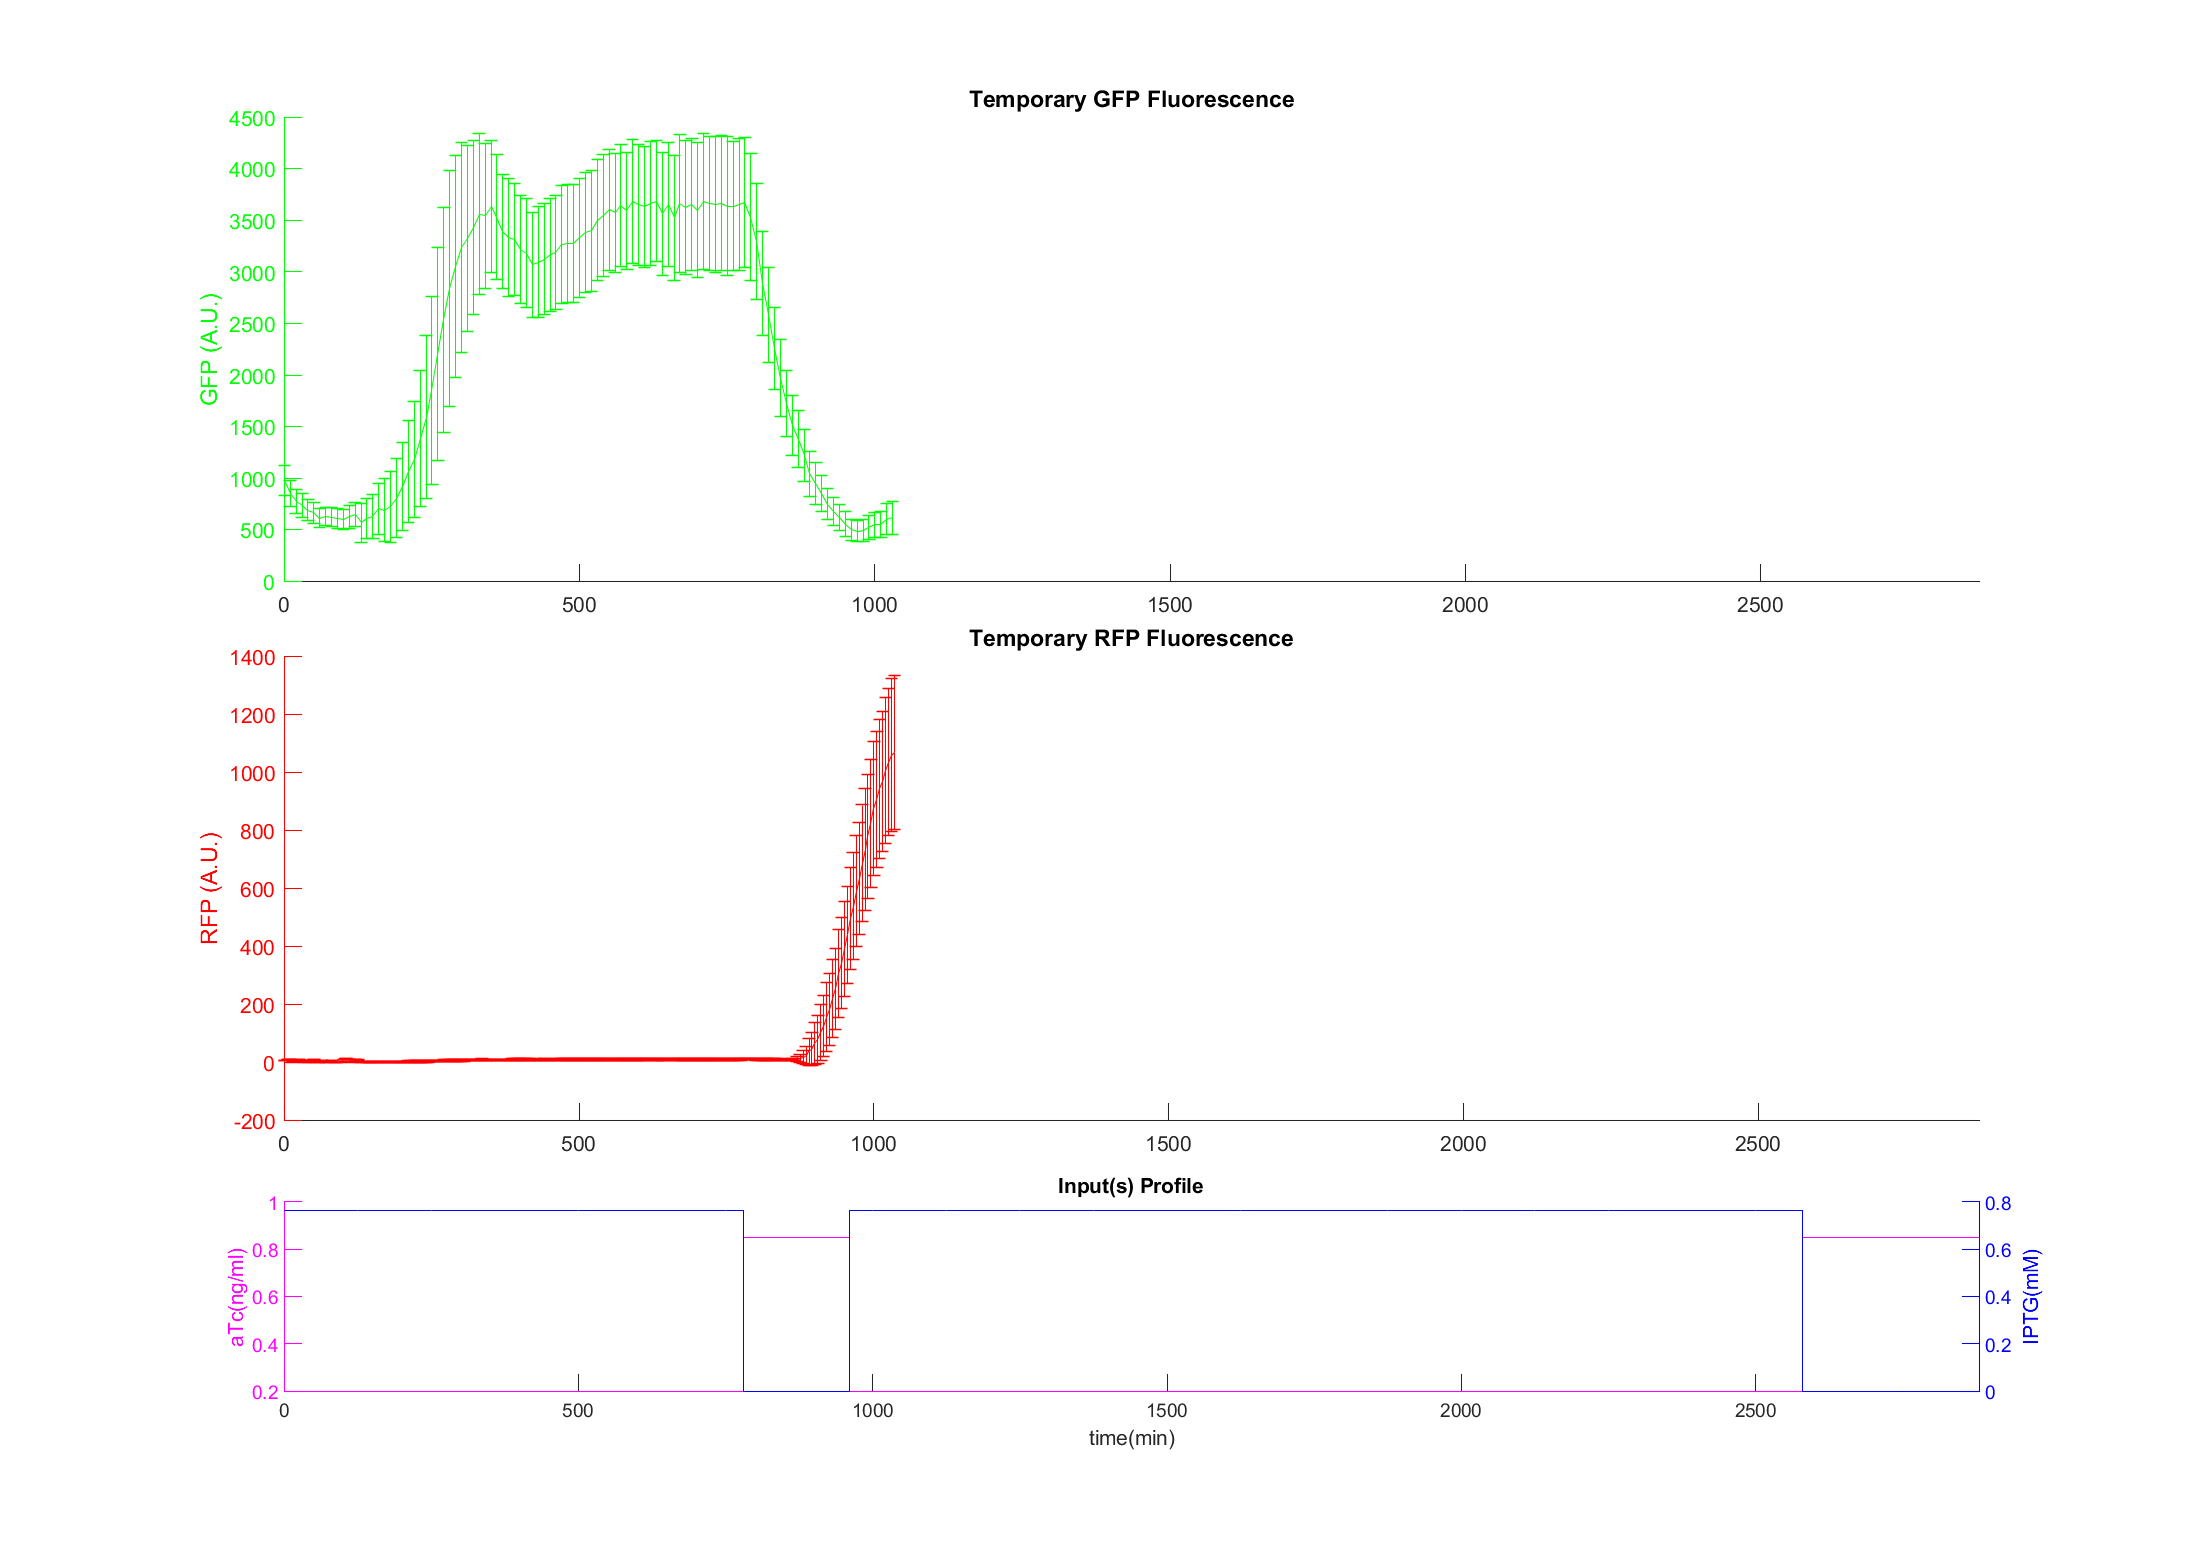 Temporary GFP Fluorescence
4500
4000
3500
3000
2500
2000
1500
1000
500
0
GFP (A.U.)
0 500 1000 1500 2000 2500
Temporary RFP Fluorescence
1400
1200
1000
800
600
400
200
0
-200
RFP (A.U.)
0 500 1000 1500 2000 2500
Input(s) Profile
1
0.8
0.6
0.4
0.2
aTc(ng/ml)
0.8
0.6
0.4
0.2
0
IPTG(mM)
0 500 1000 1500 2000 2500
time(min)